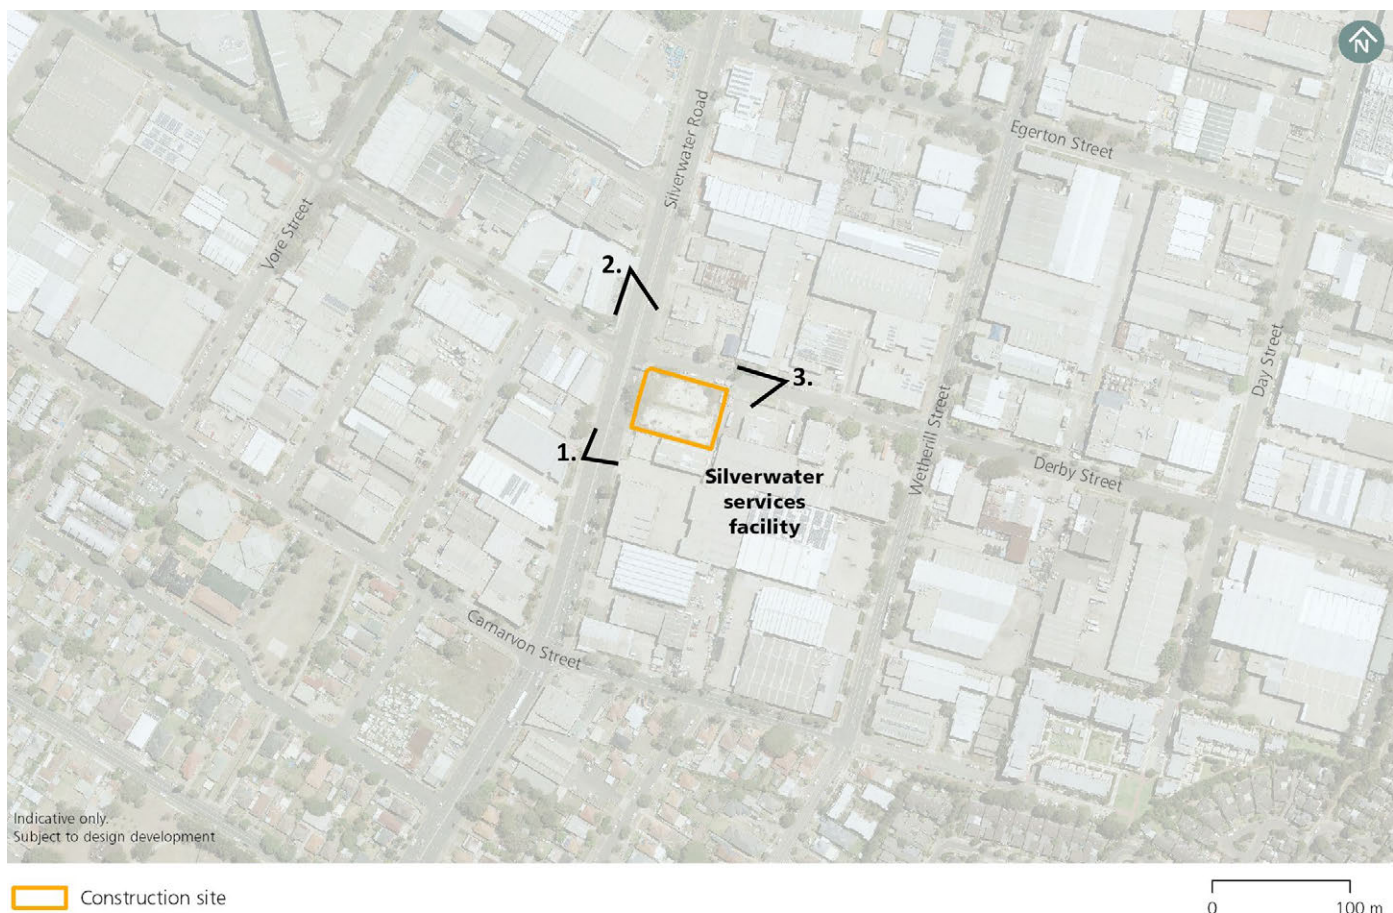 N
Egerton Street
Silverwater Road
Vore Street
2.
3.
Day Street
1.
Wetherill Street
Derby Street
Silverwater
services
facility
Carnarvon Street
Indicative only.
Subject to design development
Construction site
0
100 m